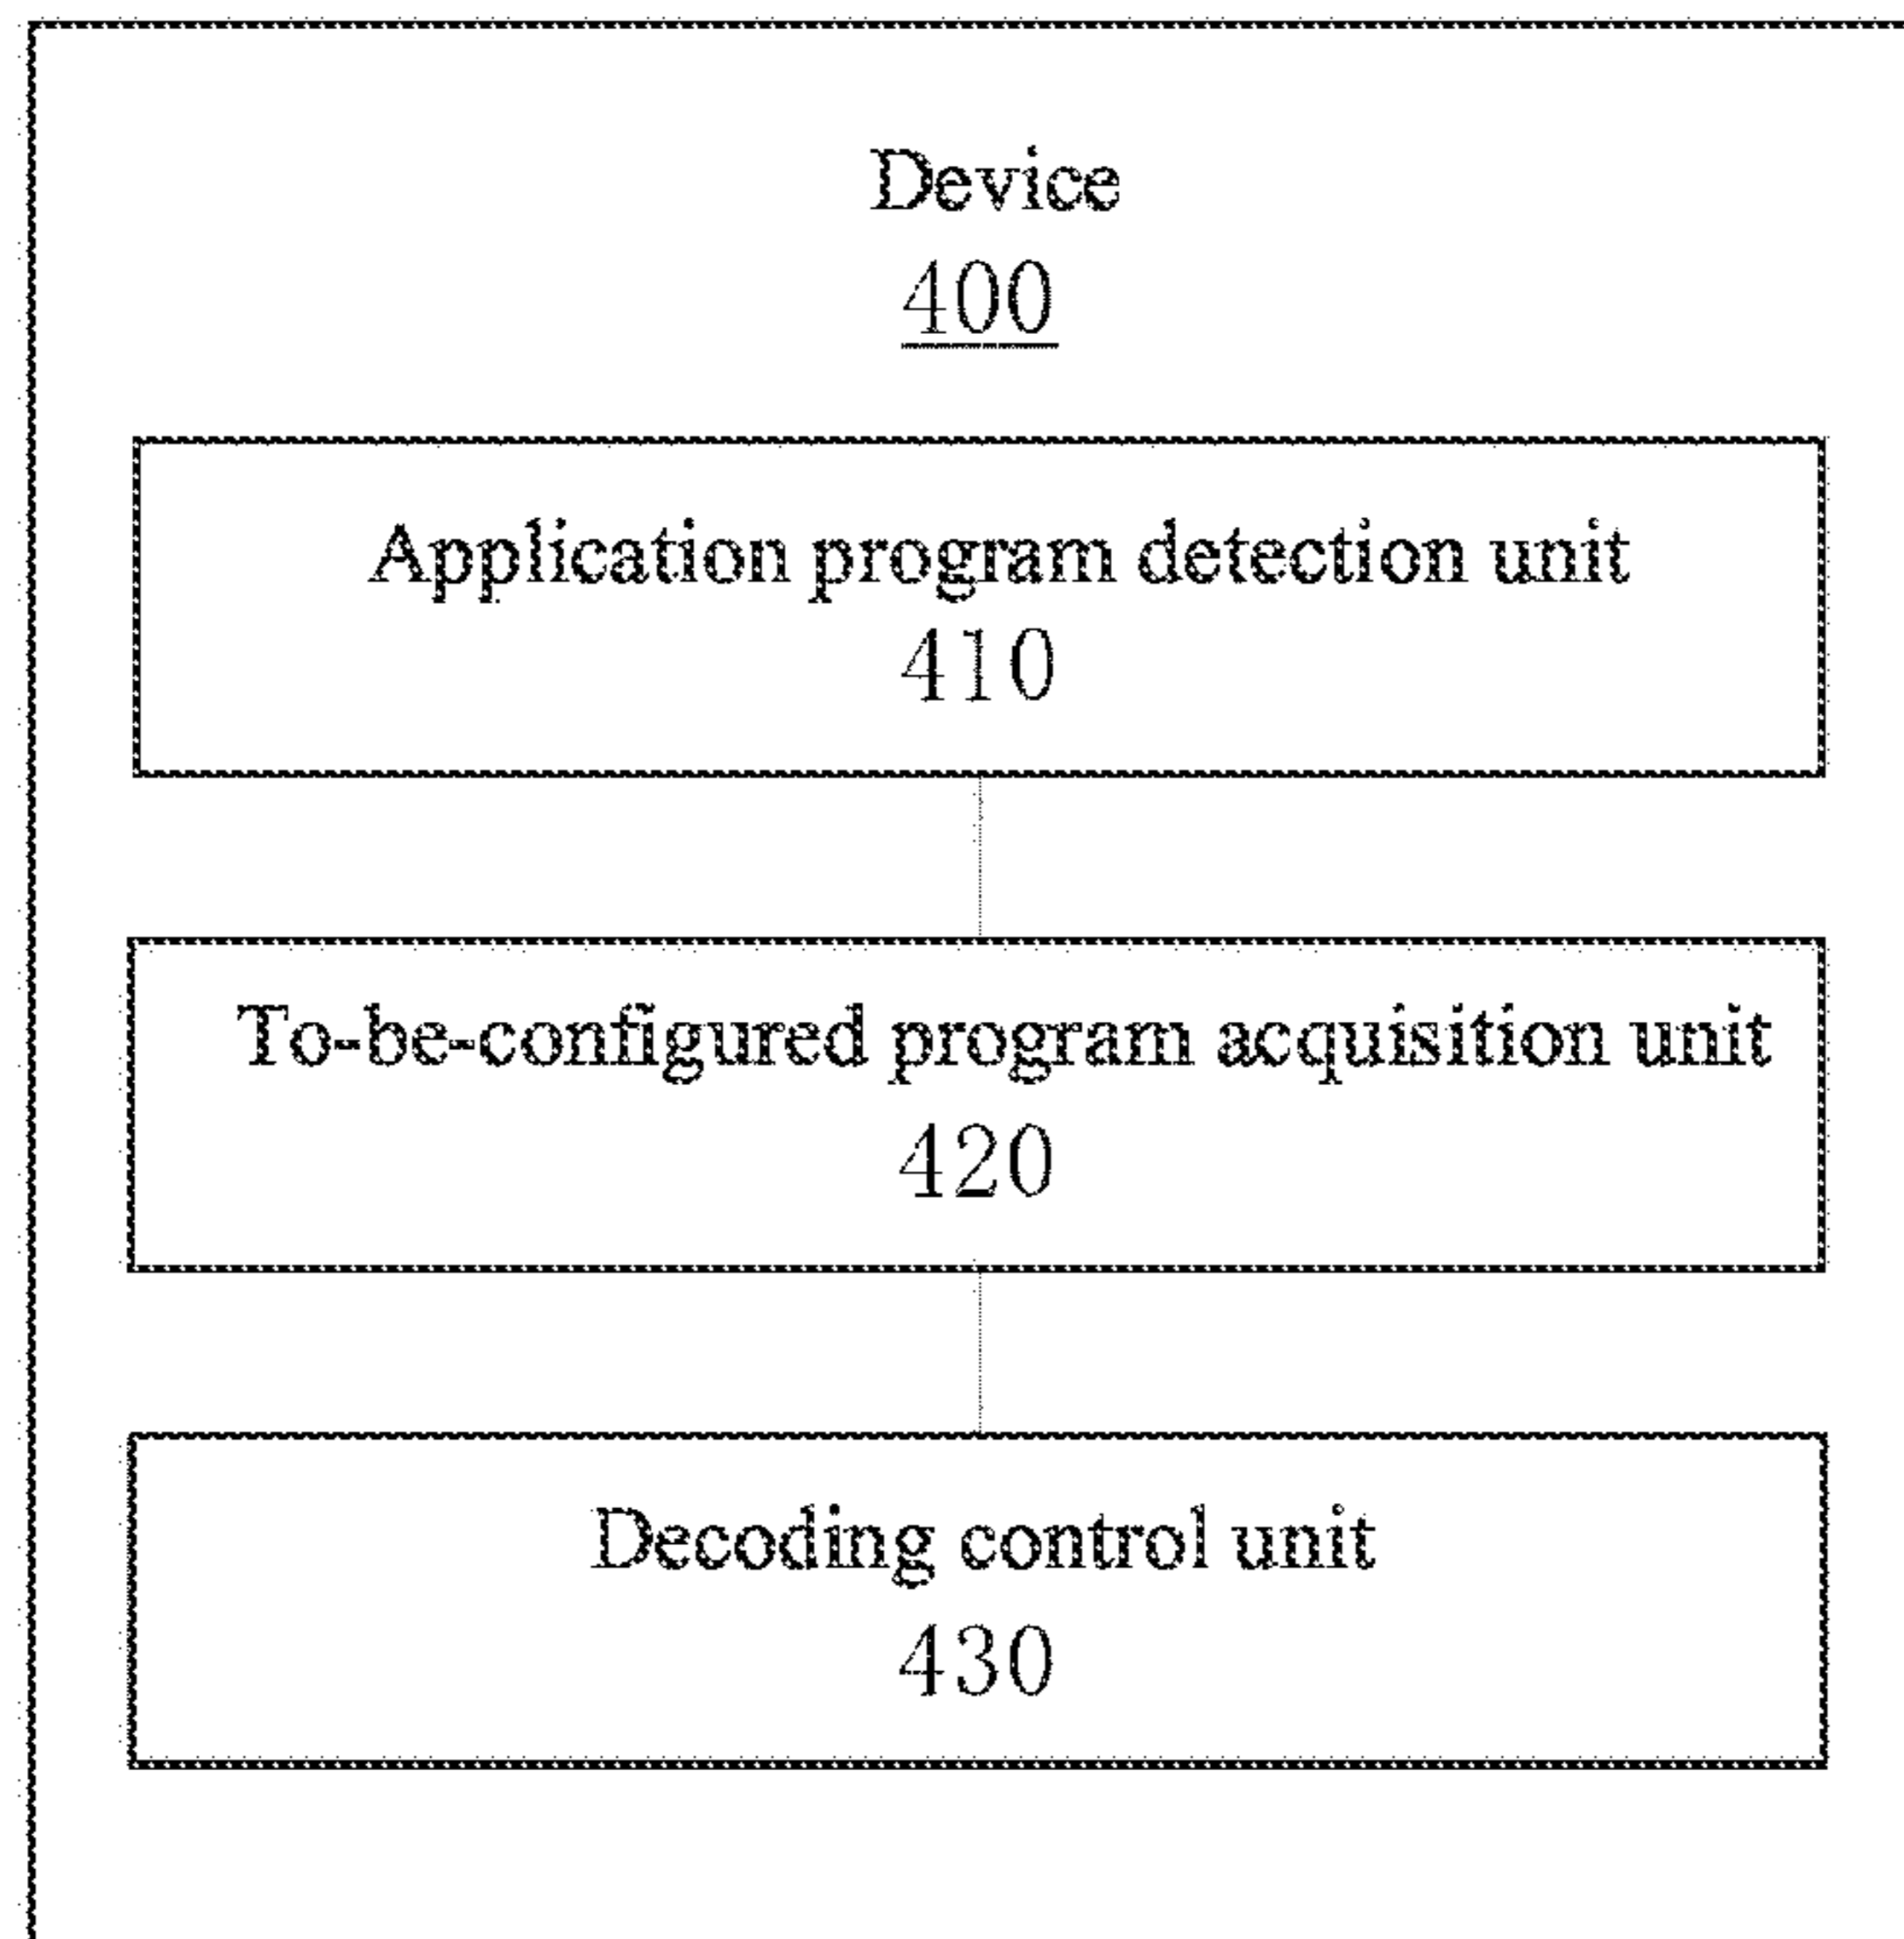 Device
400
Application program detection unit
410
To-be-configured program acquisition unit
420
Decoding control unit
430